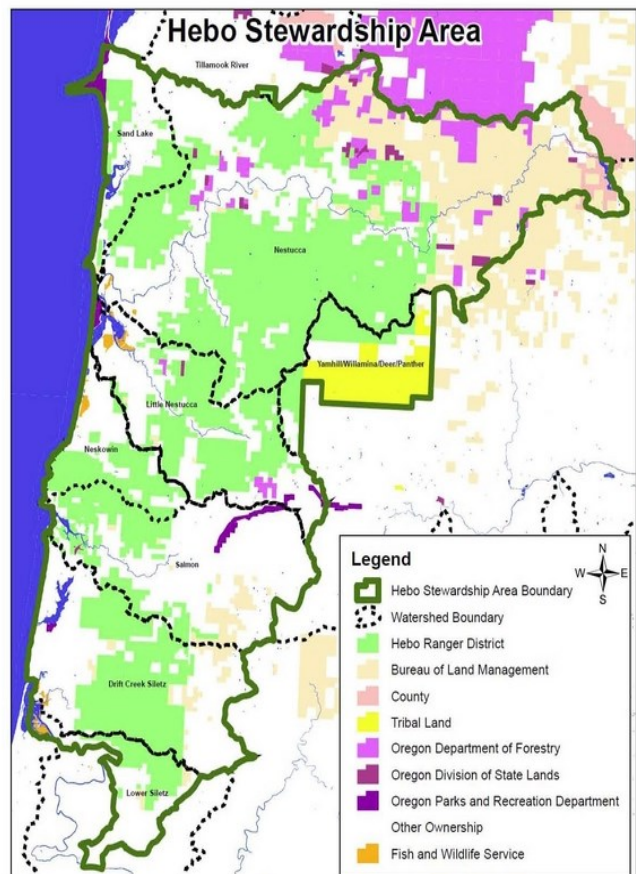 Hebo Stewardship Area
Tillamook River
Sand Lake
Nestucca
Yamhill/Willamina/Deer/Panther
Little Nestucca
Neskowin
Salmon
Drift Creek Siletz
Lower Siletz
Legend
N
W E
S
Hebo Stewardship Area Boundary
Watershed Boundary
Hebo Ranger District
Bureau of Land Management
County
Tribal Land
Oregon Department of Forestry
Oregon Division of State Lands
Oregon Parks and Recreation Department
Other Ownership
Fish and Wildlife Service